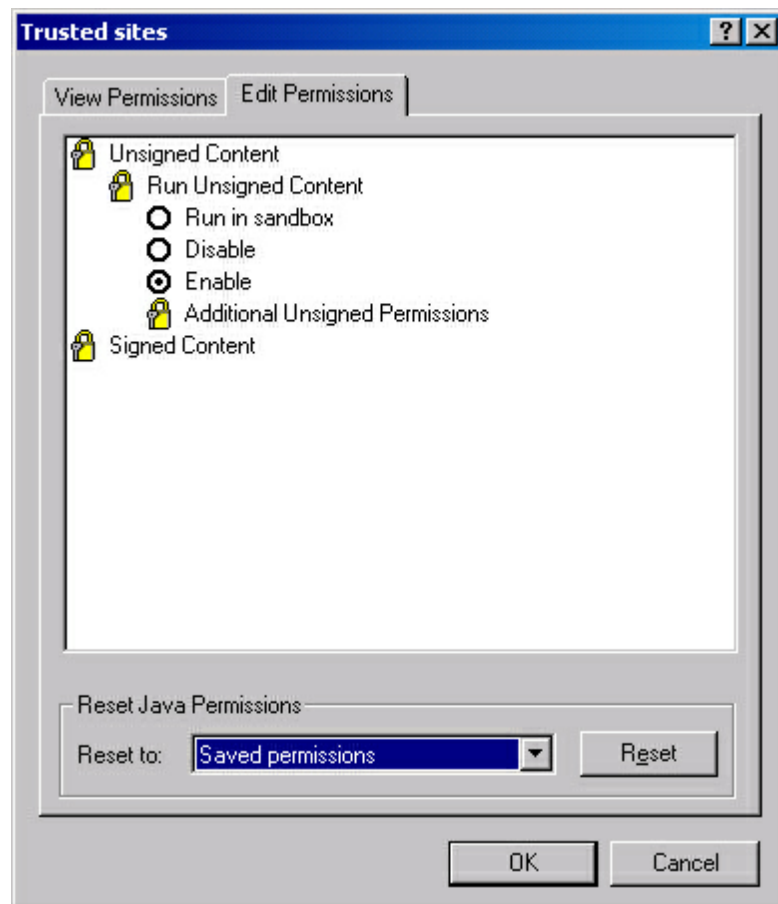 Trusted sites
View Permissions Edit Permissions
Unsigned Content
Run Unsigned Content
Run in sandbox
Disable
Enable
Additional Unsigned Permissions
Signed Content
Reset Java Permissions
Reset to: Saved permissions Reset
OK Cancel